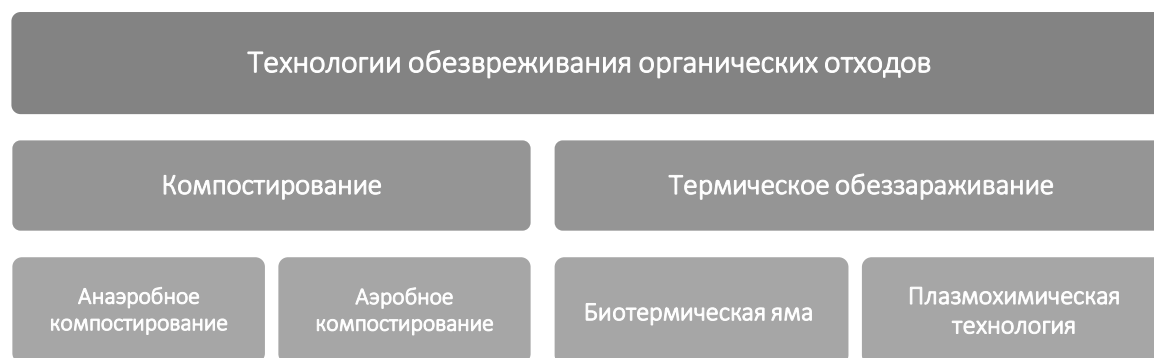 Технологии обезвреживания органических отходов
Компостирование
Термическое обеззараживание
Анаэробное
компостирование
Аэробное
компостирование
Биотермическая яма
Плазмохимическая
технология